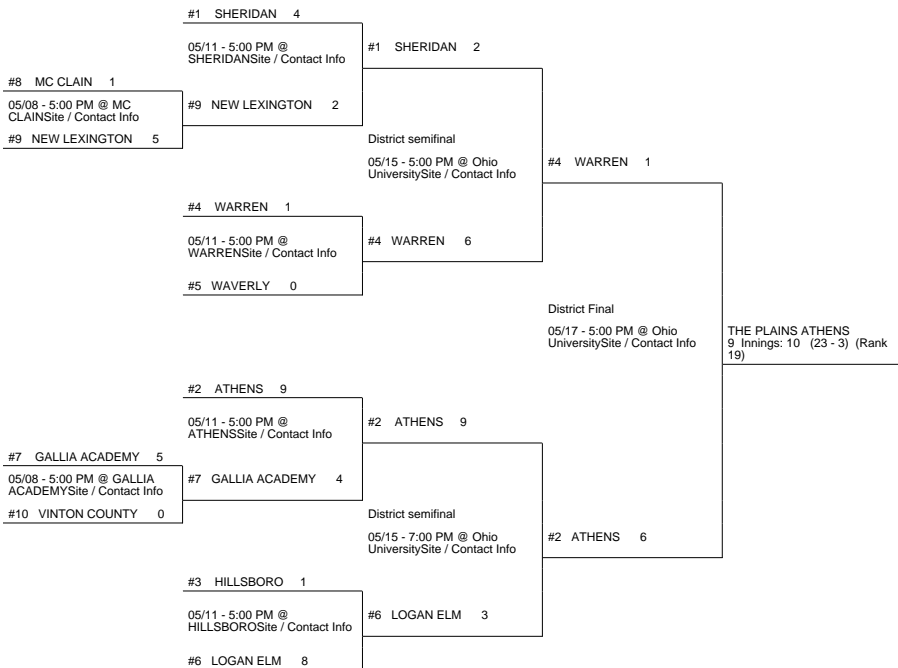 #1 SHERIDAN 4
05/11 - 5:00 PM @
SHERIDANSite / Contact Info
#1 SHERIDAN 2
#8 MC CLAIN 1
05/08 - 5:00 PM @ MC
CLAINSite / Contact Info
#9 NEW LEXINGTON 2
#9 NEW LEXINGTON 5
District semifinal
05/15 - 5:00 PM @ Ohio
UniversitySite / Contact Info
#4 WARREN 1
#4 WARREN 1
05/11 - 5:00 PM @
WARRENSite / Contact Info
#4 WARREN 6
#5 WAVERLY 0
District Final
05/17 - 5:00 PM @ Ohio
UniversitySite / Contact Info
THE PLAINS ATHENS
9 Innings: 10 (23 - 3) (Rank
19)
#2 ATHENS 9
05/11 - 5:00 PM @
ATHENSSite / Contact Info
#2 ATHENS 9
#7 GALLIA ACADEMY 5
05/08 - 5:00 PM @ GALLIA
ACADEMYSite / Contact Info
#7 GALLIA ACADEMY 4
#10 VINTON COUNTY 0
District semifinal
05/15 - 7:00 PM @ Ohio
UniversitySite / Contact Info
#2 ATHENS 6
#3 HILLSBORO 1
05/11 - 5:00 PM @
HILLSBOROSite / Contact Info
#6 LOGAN ELM 3
#6 LOGAN ELM 8